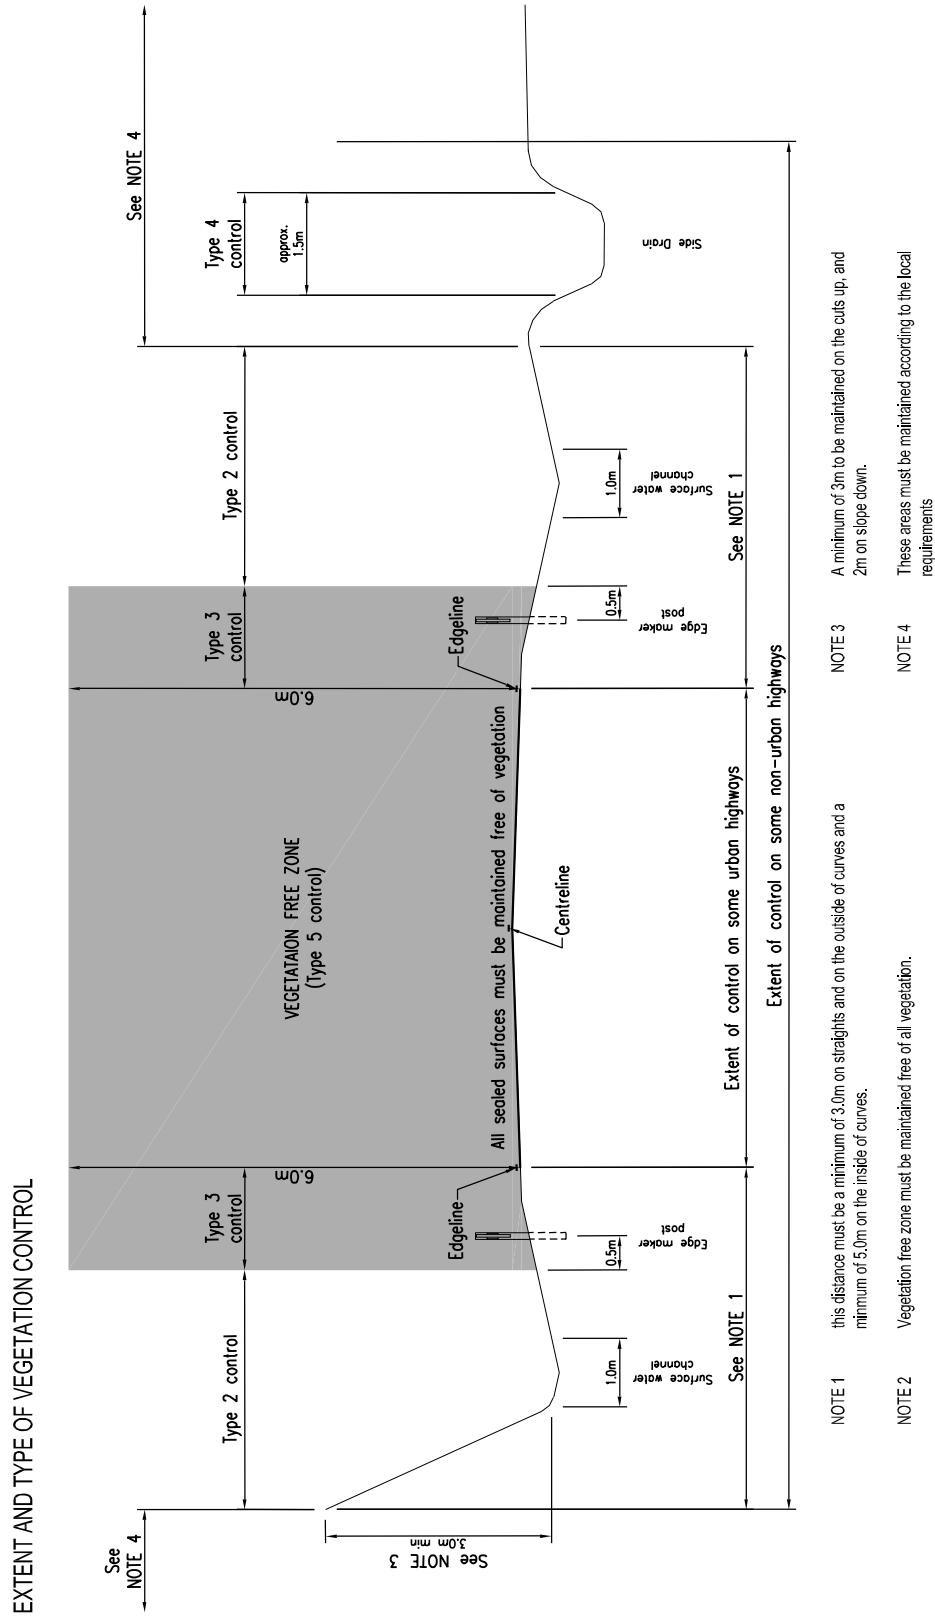 EXTENT AND TYPE OF VEGETATION CONTROL
See
NOTE 4
See NOTE 4
Type 2 control
Type 3
control
Type 3
control
Type 2 control
Type 4
control
approx.
1.5m
6.0m
6.0m
VEGETATAION FREE ZONE
(Type 5 control)
All sealed surfaces must be maintained free of vegetation
Edgeline
Edgeline
Centreline
See NOTE 3
3.0m min
1.0m
Surface water
channel
0.5m
Edge maker
post
0.5m
Edge maker
post
1.0m
Surface water
channel
Side Drain
See NOTE 1
Extent of control on some urban highways
See NOTE 1
Extent of control on some non-urban highways
NOTE 1
this distance must be a minimum of 3.0m on straights and on the outside of curves and a
minmum of 5.0m on the inside of curves.
NOTE 2
Vegetation free zone must be maintained free of all vegetation.
NOTE 3
A minimum of 3m to be maintained on the cuts up, and
2m on slope down.
NOTE 4
These areas must be maintained according to the local
requirements